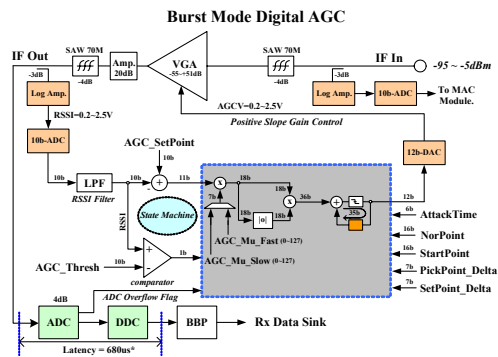 Burst Mode Digital AGC
IF Out
SAW 70M
-4dB
Amp.
20dB
VGA
-55~+51dB
SAW 70M
-4dB
IF In
-95 ~ -5dBm
-3dB
Log Amp.
RSSI=0.2~2.5V
10b-ADC
-3dB
Log Amp.
10b-ADC
To MAC
Module.
AGCV=0.2~2.5V
Positive Slope Gain Control
12b-DAC
AGC_SetPoint
10b
10b
LPF
RSSI Filter
10b
+
11b
x
7b
18b
18b
|α|
18b
18b
x
36b
+
35b
12b
RSSI
State Machine
AGC_Mu_Fast (0~127)
AGC_Mu_Slow (0~127)
AGC_Thresh
10b
+
-
comparator
1b
6b
AttackTime
16b
NorPoint
16b
StartPoint
7b
PickPoint_Delta
7b
SetPoint_Delta
ADC Overflow Flag
4dB
ADC
DDC
BBP
Rx Data Sink
Latency = 680us*